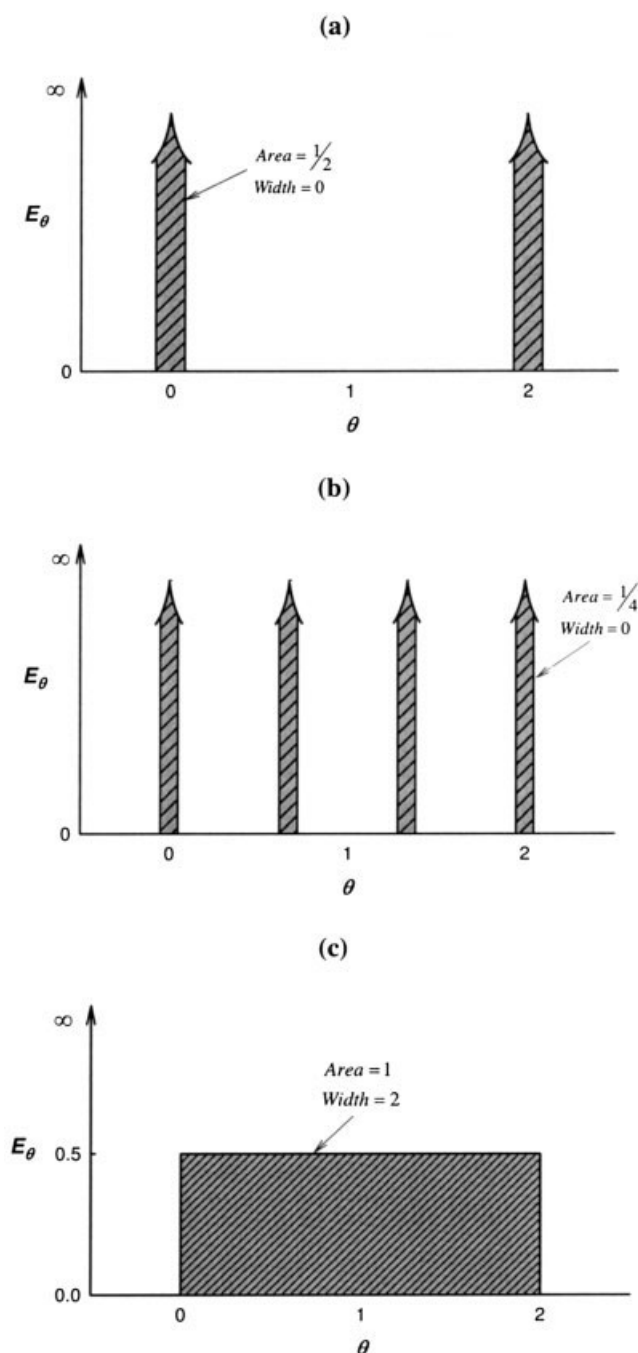 (a)
∞
Area = 1/2
Width = 0
E_θ
0
0 1 2
θ
(b)
∞
Area = 1/4
Width = 0
E_θ
0
0 1 2
θ
(c)
∞
Area = 1
Width = 2
E_θ 0.5
0.0
0 1 2
θ